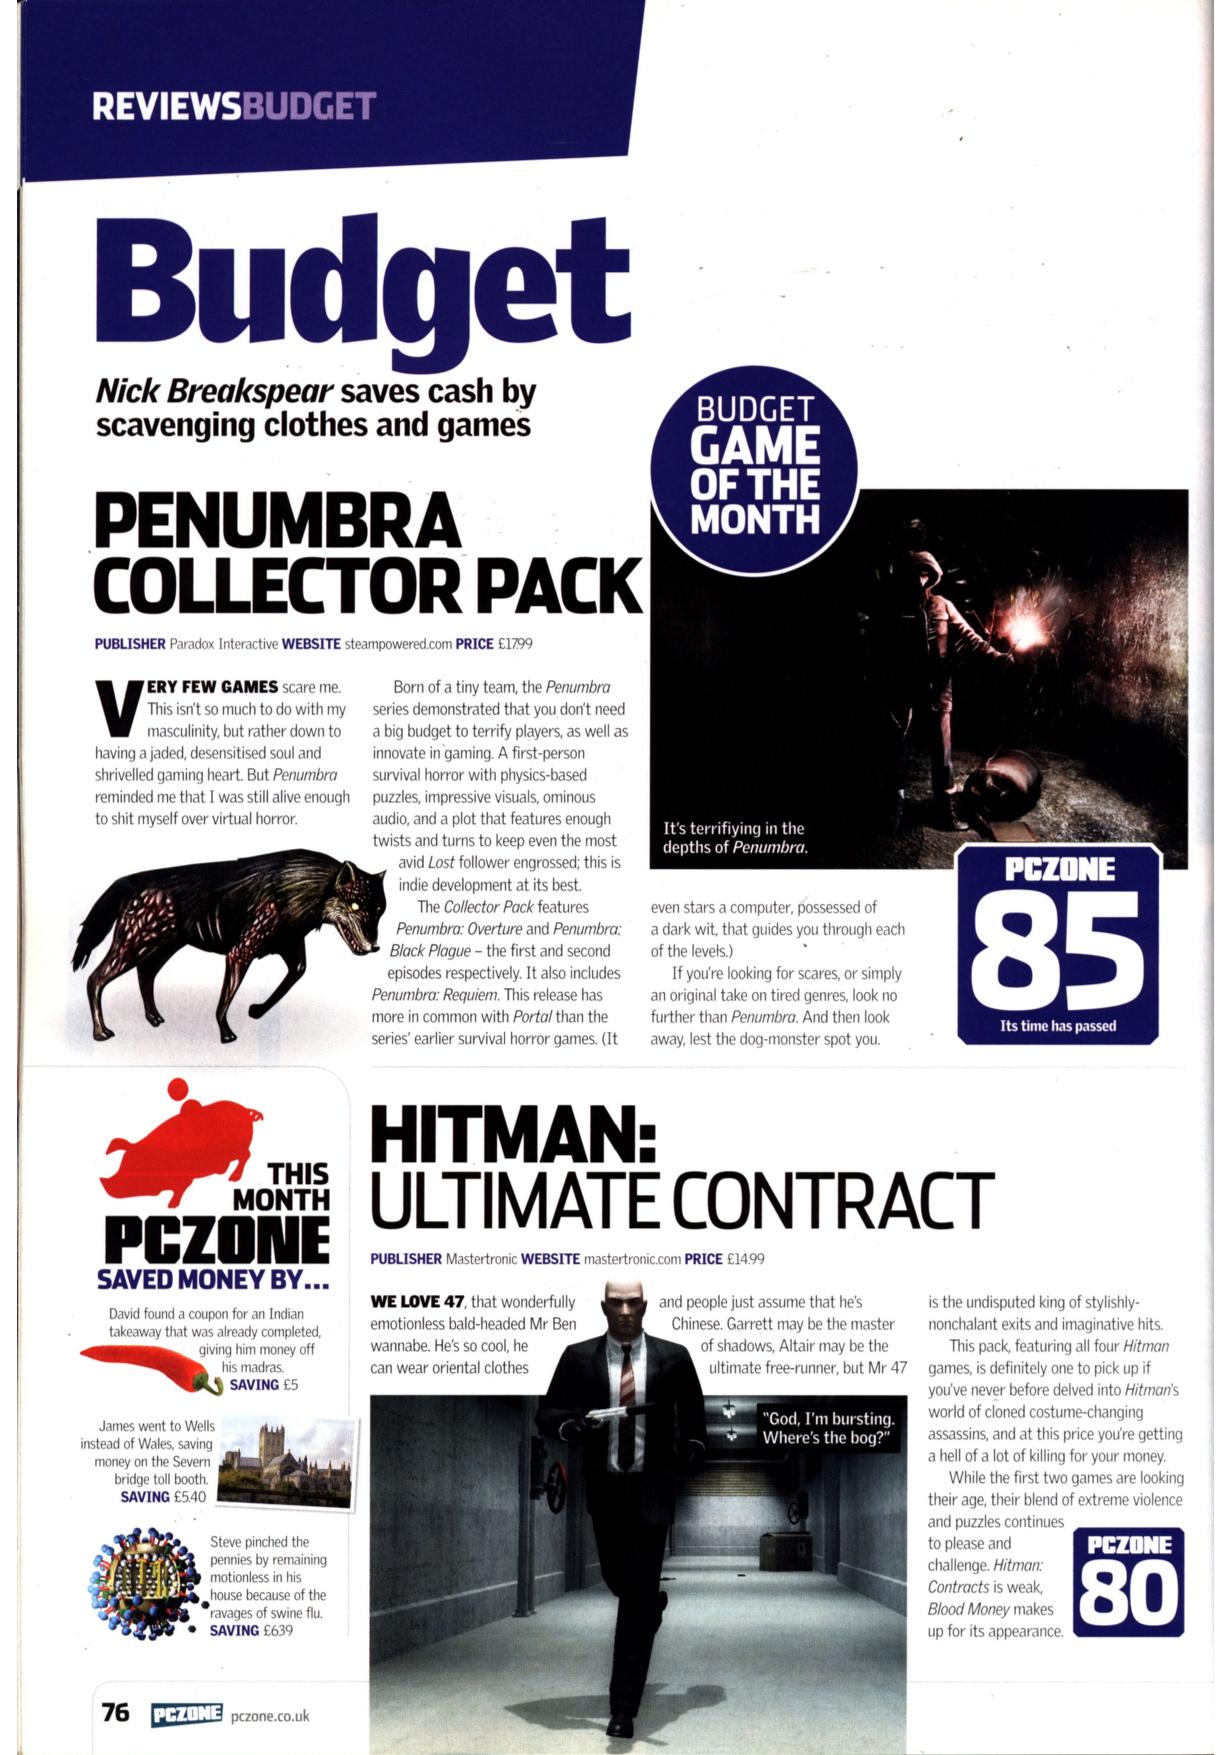 REVIEWSBUDGET
Budget
Nick Breakspear saves cash by
scavenging clothes and games
BUDGET
GAME
OF THE
MONTH
PENUMBRA
COLLECTOR PACK
PUBLISHER Paradox Interactive WEBSITE steampowered.com PRICE £17.99
VERY FEW GAMES scare me.
This isn't so much to do with my
masculinity, but rather down to
having a jaded, desensitised soul and
shrivelled gaming heart. But Penumbra
reminded me that I was still alive enough
to shit myself over virtual horror.
Born of a tiny team, the Penumbra
series demonstrated that you don't need
a big budget to terrify players, as well as
innovate in gaming. A first-person
survival horror with physics-based
puzzles, impressive visuals, ominous
audio, and a plot that features enough
twists and turns to keep even the most
avid Lost follower engrossed; this is
indie development at its best.
The Collector Pack features
Penumbra: Overture and Penumbra:
Black Plague – the first and second
episodes respectively. It also includes
Penumbra: Requiem. This release has
more in common with Portal than the
series' earlier survival horror games. (It
It's terrifiying in the
depths of Penumbra.
even stars a computer, possessed of
a dark wit, that guides you through each
of the levels.)
If you're looking for scares, or simply
an original take on tired genres, look no
further than Penumbra. And then look
away, lest the dog-monster spot you.
PCZONE
85
Its time has passed
THIS
MONTH
PCZONE
SAVED MONEY BY...
David found a coupon for an Indian
takeaway that was already completed,
giving him money off
his madras.
SAVING £5
James went to Wells
instead of Wales, saving
money on the Severn
bridge toll booth.
SAVING £5.40
Steve pinched the
pennies by remaining
motionless in his
house because of the
ravages of swine flu.
SAVING £639
HITMAN:
ULTIMATE CONTRACT
PUBLISHER Mastertronic WEBSITE mastertronic.com PRICE £14.99
WE LOVE 47, that wonderfully
emotionless bald-headed Mr Ben
wannabe. He's so cool, he
can wear oriental clothes
and people just assume that he's
Chinese. Garrett may be the master
of shadows, Altair may be the
ultimate free-runner, but Mr 47
"God, I'm bursting.
Where's the bog?"
is the undisputed king of stylishly-
nonchalant exits and imaginative hits.
This pack, featuring all four Hitman
games, is definitely one to pick up if
you've never before delved into Hitman's
world of cloned costume-changing
assassins, and at this price you're getting
a hell of a lot of killing for your money.
While the first two games are looking
their age, their blend of extreme violence
and puzzles continues
to please and
challenge. Hitman:
Contracts is weak,
Blood Money makes
up for its appearance.
PCZONE
80
76 PCZONE pczone.co.uk